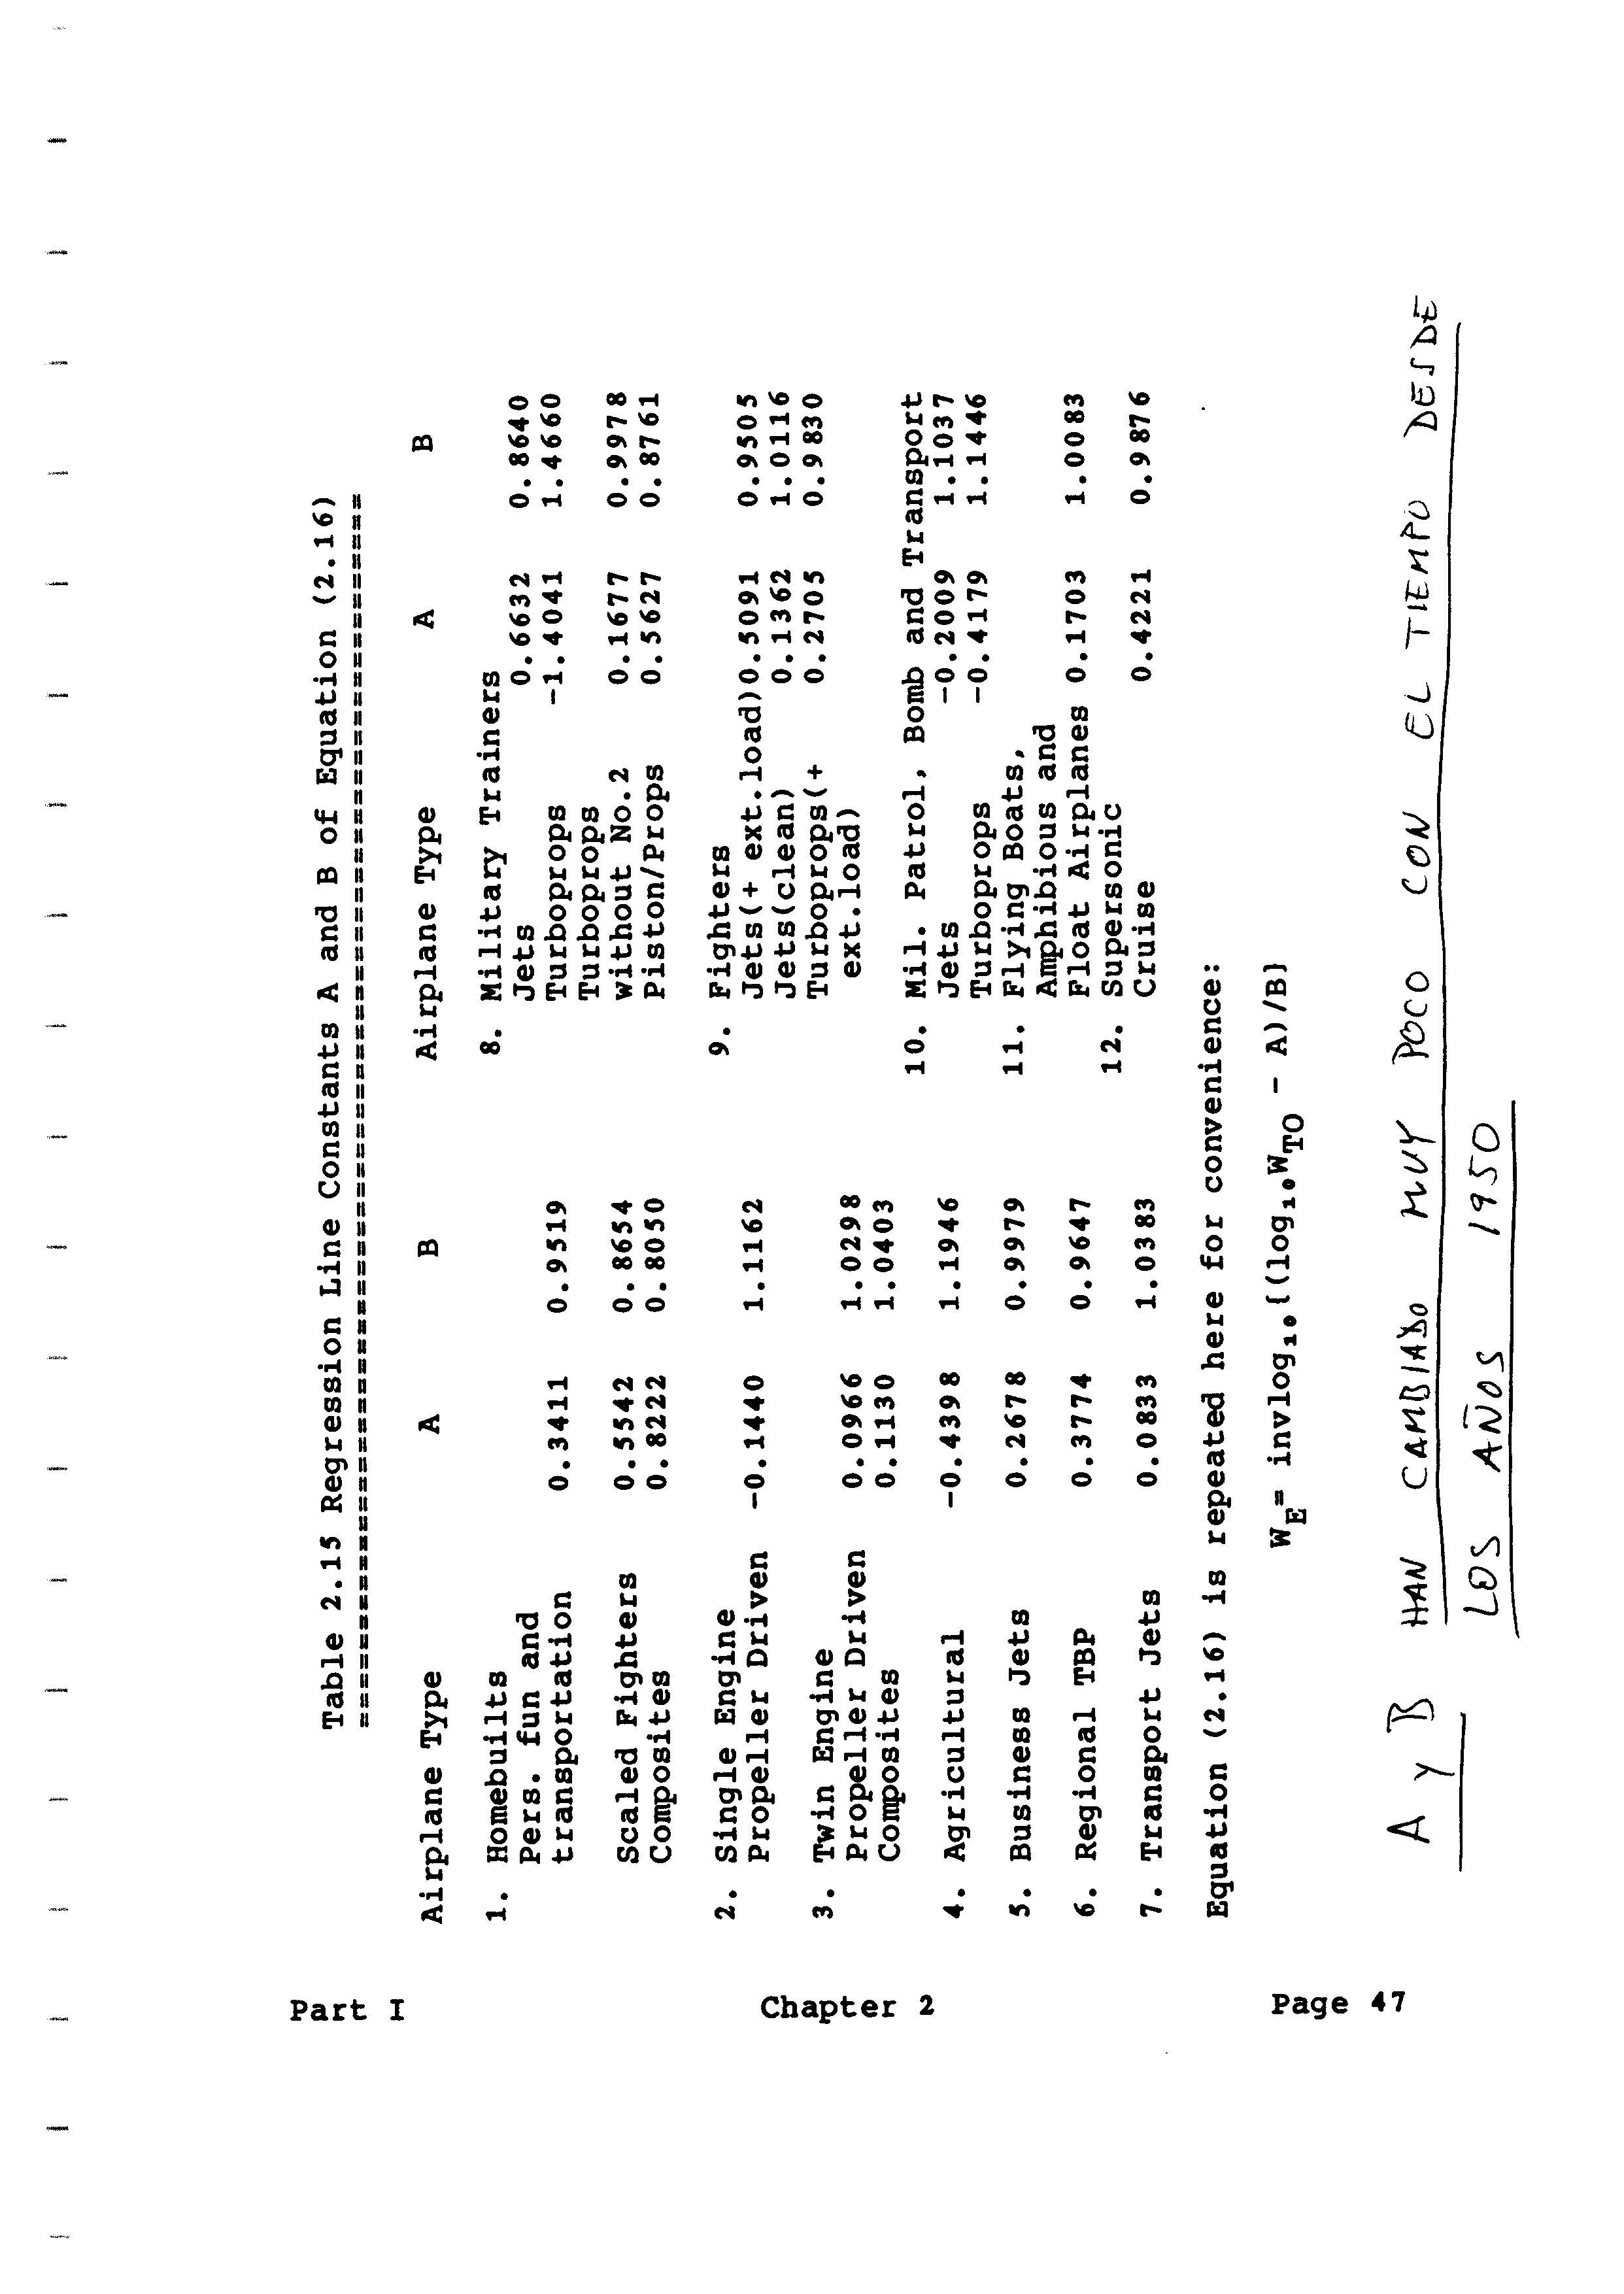 Part I
Chapter 2
Page 47
Table 2.15 Regression Line Constants A and B of Equation (2.16)
===============================================================
Airplane Type A B
1. Homebuilts
Pers. fun and
transportation 0.3411 0.9519
Scaled Fighters 0.5542 0.8654
Composites 0.8222 0.8050
2. Single Engine
Propeller Driven -0.1440 1.1162
3. Twin Engine
Propeller Driven 0.0966 1.0298
Composites 0.1130 1.0403
4. Agricultural -0.4398 1.1946
5. Business Jets 0.2678 0.9979
6. Regional TBP 0.3774 0.9647
7. Transport Jets 0.0833 1.0383
Airplane Type A B
8. Military Trainers
Jets 0.6632 0.8640
Turboprops -1.4041 1.4660
Turboprops
without No.2 0.1677 0.9978
Piston/Props 0.5627 0.8761
9. Fighters
Jets(+ ext.load) 0.5091 0.9505
Jets(clean) 0.1362 1.0116
Turboprops(+ 0.2705 0.9830
ext.load)
10. Mil. Patrol, Bomb and Transport
Jets -0.2009 1.1037
Turboprops -0.4179 1.1446
11. Flying Boats,
Amphibious and
Float Airplanes 0.1703 1.0083
12. Supersonic
Cruise 0.4221 0.9876
Equation (2.16) is repeated here for convenience:
W_E= invlog₁₀{(log₁₀W_TO - A)/B}
A y B HAN CAMBIADO MUY POCO CON EL TIEMPO DESDE
LOS AÑOS 1950